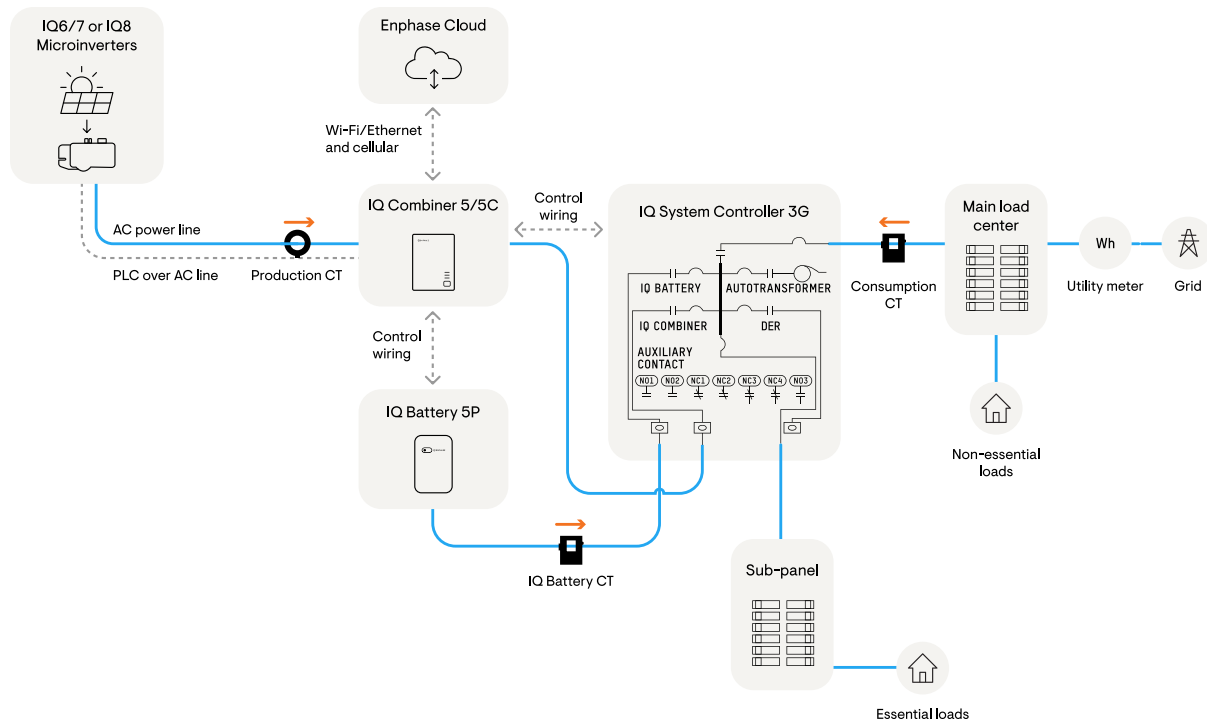 IQ6/7 or IQ8
Microinverters
Enphase Cloud
Wi-Fi/Ethernet
and cellular
AC power line
PLC over AC line
Production CT
IQ Combiner 5/5C
Control
wiring
IQ System Controller 3G
IQ BATTERY
AUTOTRANSFORMER
IQ COMBINER
DER
AUXILIARY
CONTACT
NO1
NO2
NC1
NC2
NC3
NC4
NO3
Consumption
CT
Main load
center
Wh
Utility meter
Grid
Non-essential
loads
Control
wiring
IQ Battery 5P
IQ Battery CT
Sub-panel
Essential loads